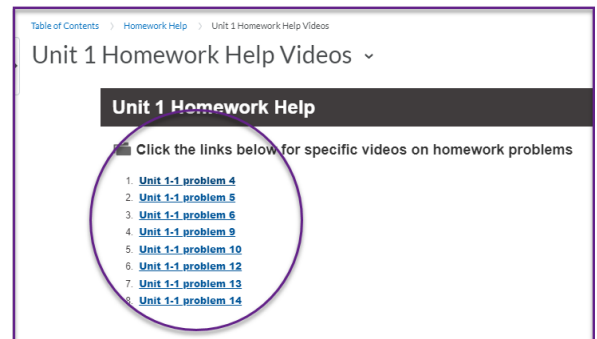 Table of Contents > Homework Help > Unit 1 Homework Help Videos
Unit 1 Homework Help Videos
Unit 1 Homework Help
Click the links below for specific videos on homework problems
1. Unit 1-1 problem 4
2. Unit 1-1 problem 5
3. Unit 1-1 problem 6
4. Unit 1-1 problem 9
5. Unit 1-1 problem 10
6. Unit 1-1 problem 12
7. Unit 1-1 problem 13
8. Unit 1-1 problem 14